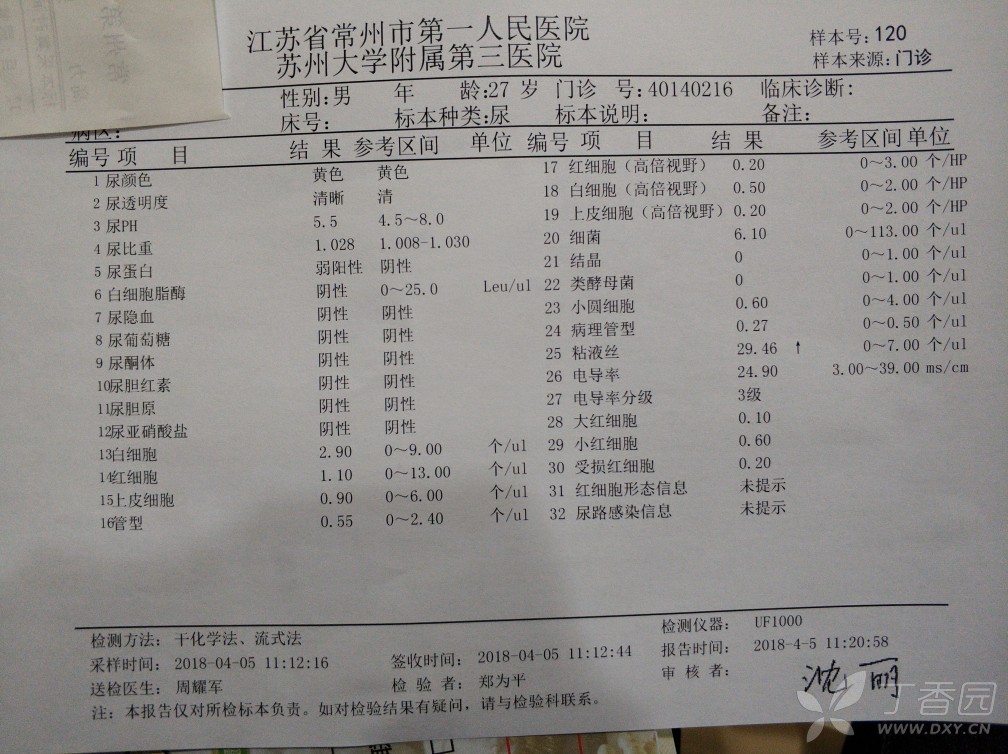 江苏省常州市第一人民医院
苏州大学附属第三医院
样本号:120
样本来源:门诊
性别:男 年 龄:27 岁 门诊 号:40140216 临床诊断:
床号: 标本种类:尿 标本说明: 备注:
病区:
编号 项 目 结 果 参考区间 单位 编号 项 目 结 果 参考区间 单位
1 尿颜色 黄色 黄色 17 红细胞（高倍视野） 0.20 0~3.00 个/HP
2 尿透明度 清晰 清 18 白细胞（高倍视野） 0.50 0~2.00 个/HP
3 尿PH 5.5 4.5~8.0 19 上皮细胞（高倍视野） 0.20 0~2.00 个/HP
4 尿比重 1.028 1.008-1.030 20 细菌 6.10 0~113.00 个/ul
5 尿蛋白 弱阳性 阴性 21 结晶 0 0~1.00 个/ul
6 白细胞脂酶 阴性 0~25.0 Leu/ul 22 类酵母菌 0 0~1.00 个/ul
7 尿隐血 阴性 阴性 23 小圆细胞 0.60 0~4.00 个/ul
8 尿葡萄糖 阴性 阴性 24 病理管型 0.27 0~0.50 个/ul
9 尿酮体 阴性 阴性 25 粘液丝 29.46 ↑ 0~7.00 个/ul
10尿胆红素 阴性 阴性 26 电导率 24.90 3.00~39.00 ms/cm
11尿胆原 阴性 阴性 27 电导率分级 3级
12尿亚硝酸盐 阴性 阴性 28 大红细胞 0.10
13白细胞 2.90 0~9.00 个/ul 29 小红细胞 0.60
14红细胞 1.10 0~13.00 个/ul 30 受损红细胞 0.20
15上皮细胞 0.90 0~6.00 个/ul 31 红细胞形态信息 未提示
16管型 0.55 0~2.40 个/ul 32 尿路感染信息 未提示
检测方法: 干化学法、流式法 检测仪器: UF1000
采样时间: 2018-04-05 11:12:16 签收时间: 2018-04-05 11:12:44 报告时间: 2018-4-5 11:20:58
送检医生: 周耀军 检 验 者: 郑为平 审 核 者: 沈丽
注: 本报告仅对所检标本负责。如对检验结果有疑问，请与检验科联系。
丁香园
WWW.DXY.CN